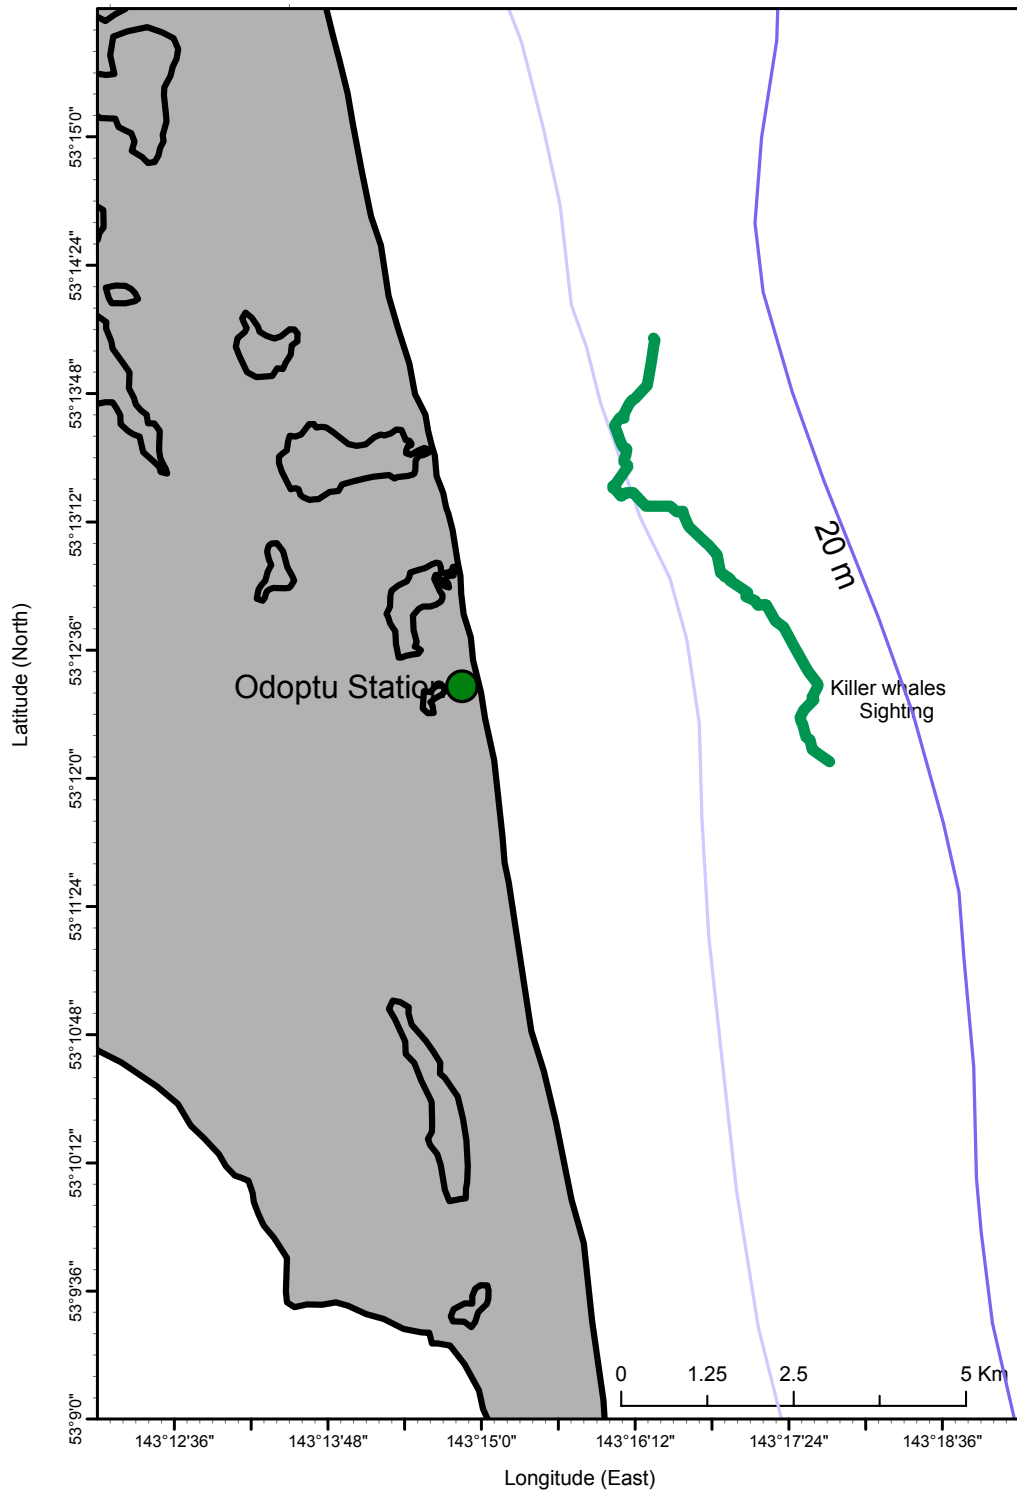 53°15'0"
53°14'24"
53°13'48"
53°13'12"
53°12'36"
53°12'0"
53°11'24"
53°10'48"
53°10'12"
53°9'36"
53°9'0"
Latitude (North)
20 m
Odoptu Station
Killer whales
Sighting
0 1.25 2.5 5 Km
143°12'36" 143°13'48" 143°15'0" 143°16'12" 143°17'24" 143°18'36"
Longitude (East)